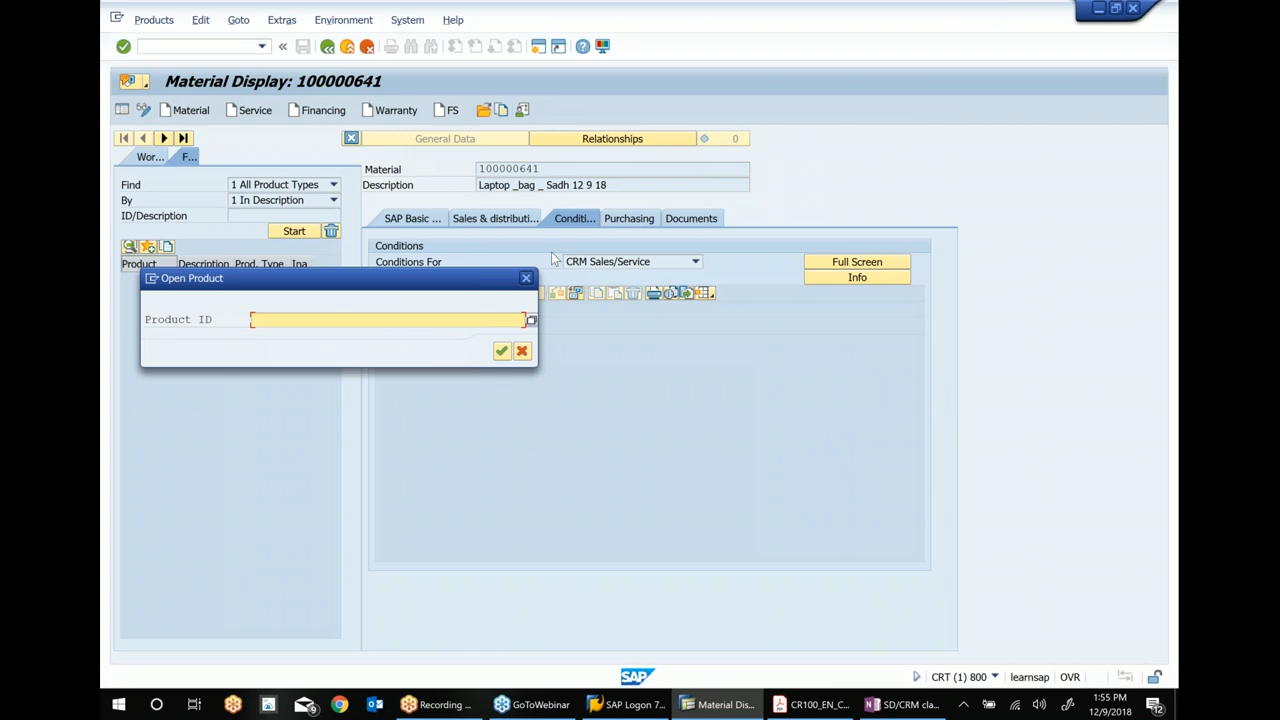 Products Edit Goto Extras Environment System Help
Material Display: 100000641
Material Service Financing Warranty FS
General Data Relationships 0
Wor... F...
Material 100000641
Description Laptop _bag _ Sadh 12 9 18
Find 1 All Product Types
By 1 In Description
ID/Description
Start
SAP Basic ... Sales & distributi... Conditi... Purchasing Documents
Conditions
Conditions For CRM Sales/Service
Full Screen
Info
Product Description Prod. Type Ina
Open Product
Product ID
SAP
CRT (1) 800 learnsap OVR
Recording ... GoToWebinar SAP Logon 7... Material Dis... CR100_EN_C... SD/CRM cla...
1:55 PM
12/9/2018